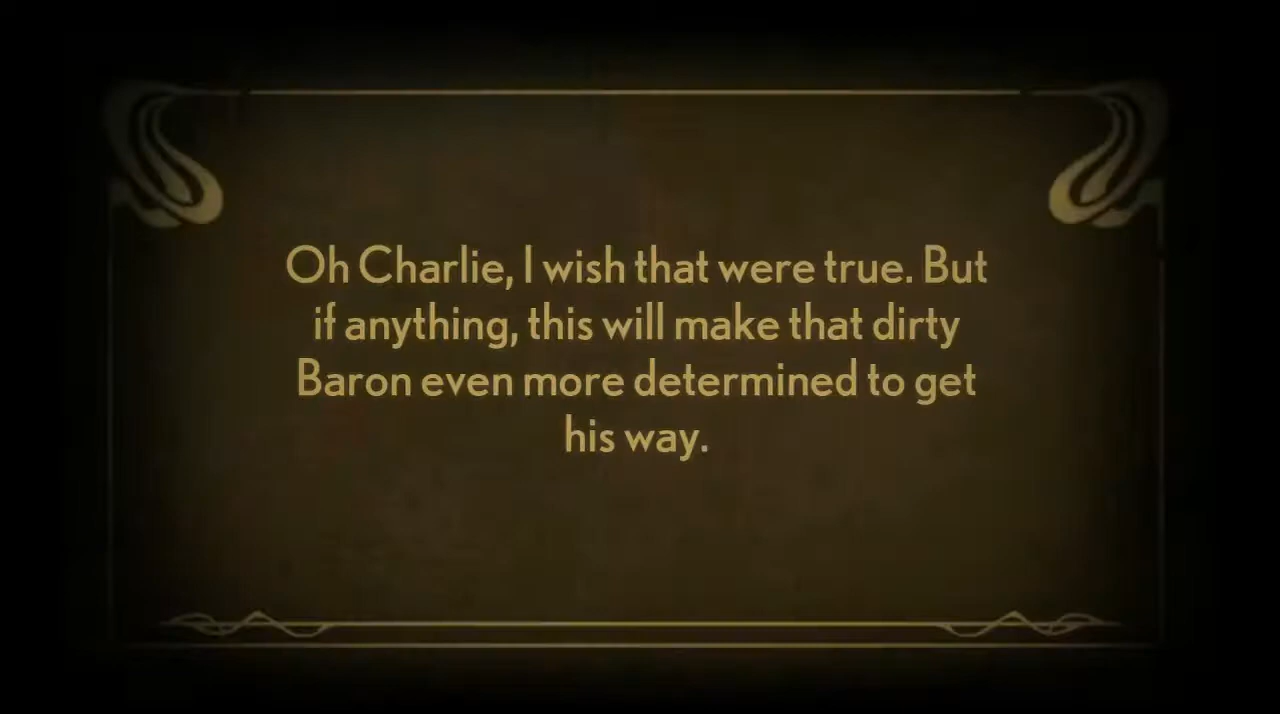 Oh Charlie, I wish that were true. But
if anything, this will make that dirty
Baron even more determined to get
his way.